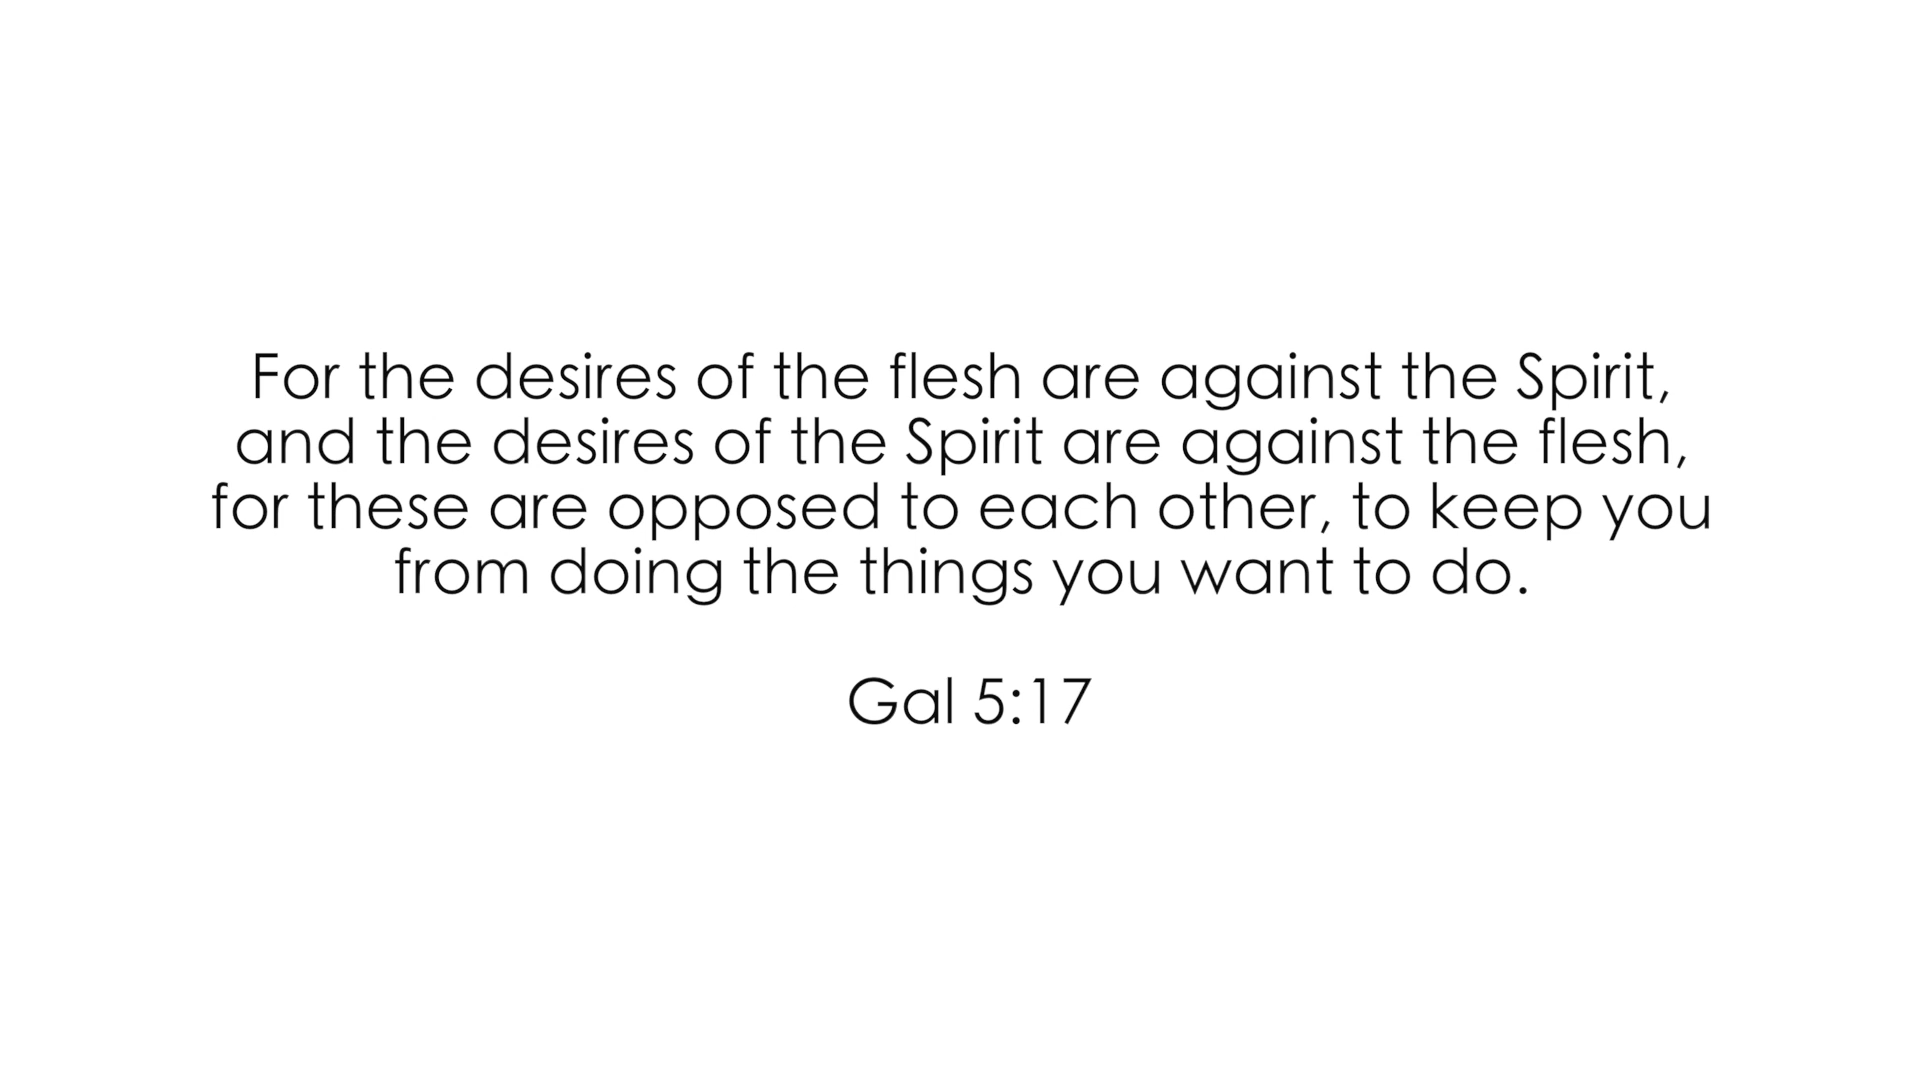 For the desires of the flesh are against the Spirit,
and the desires of the Spirit are against the flesh,
for these are opposed to each other, to keep you
from doing the things you want to do.
Gal 5:17